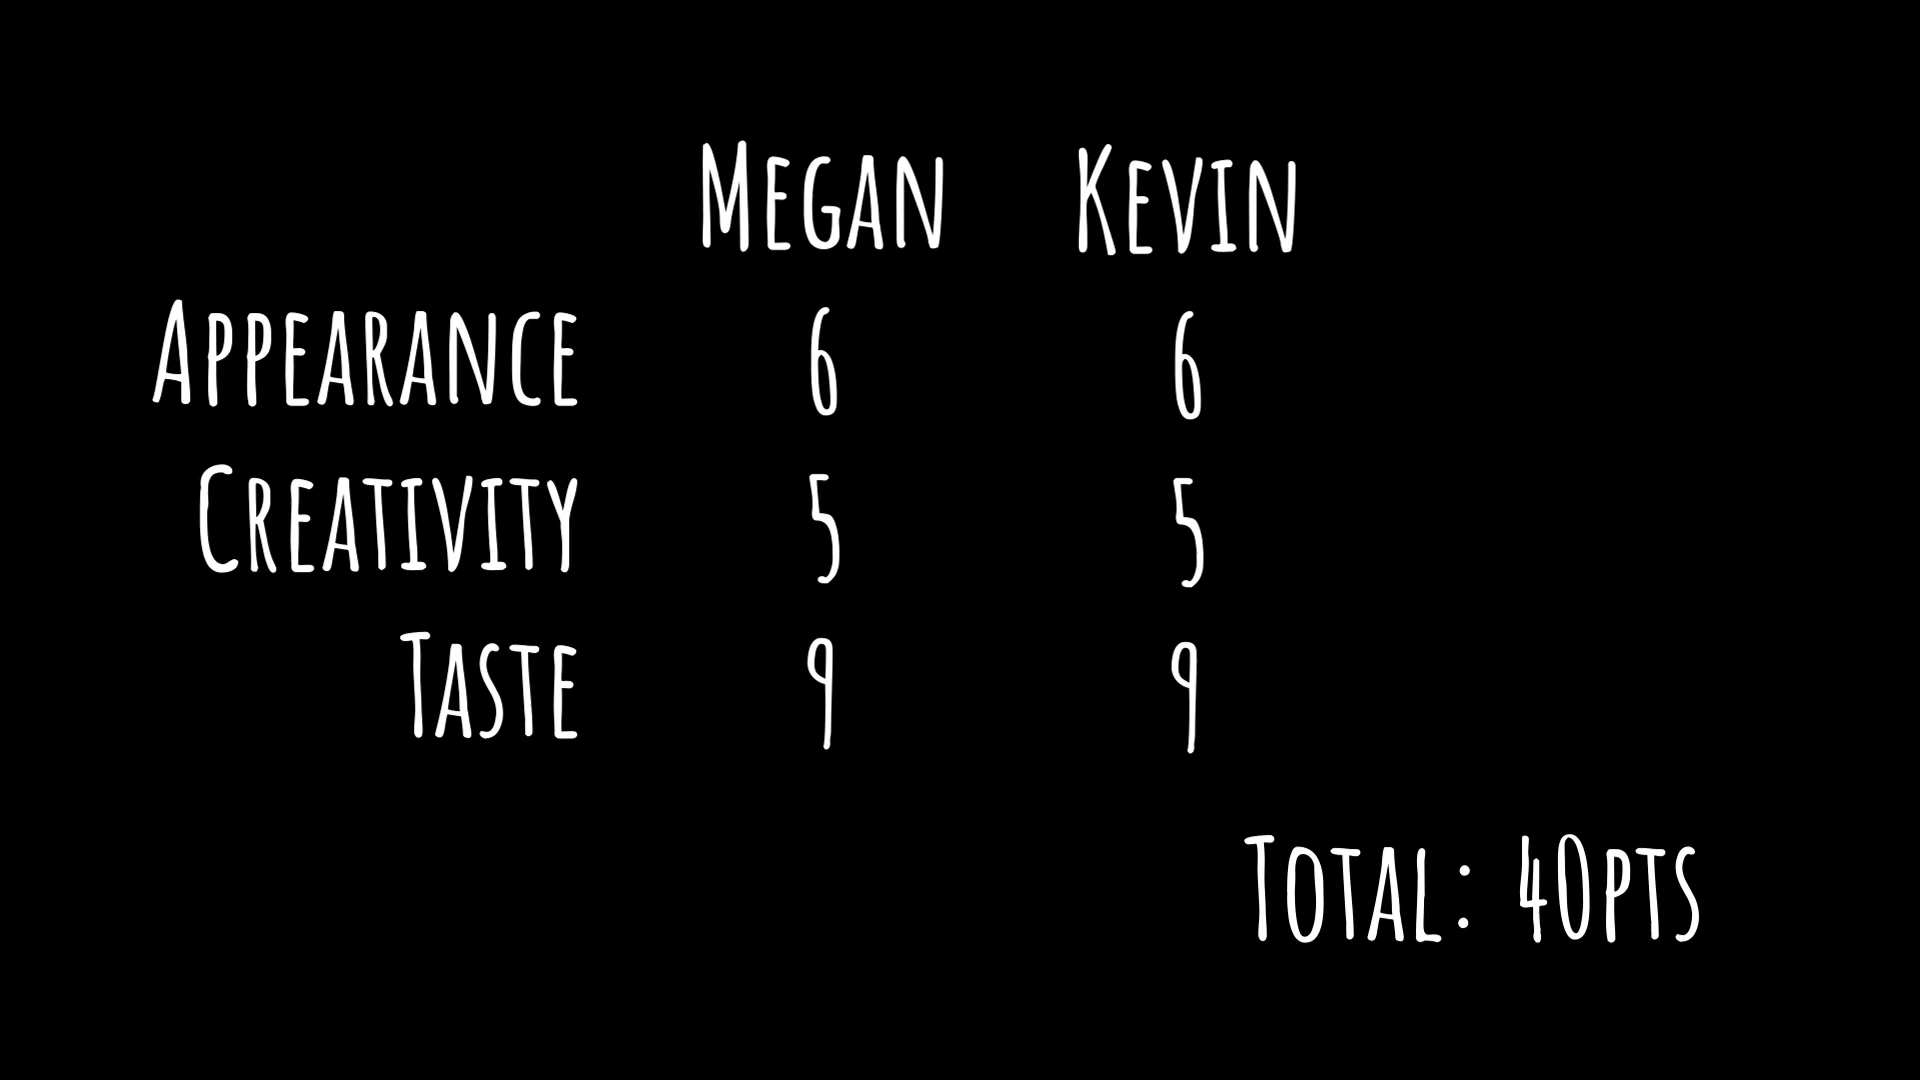 Megan Kevin
Appearance 6 6
Creativity 5 5
Taste 9 9
Total: 40pts